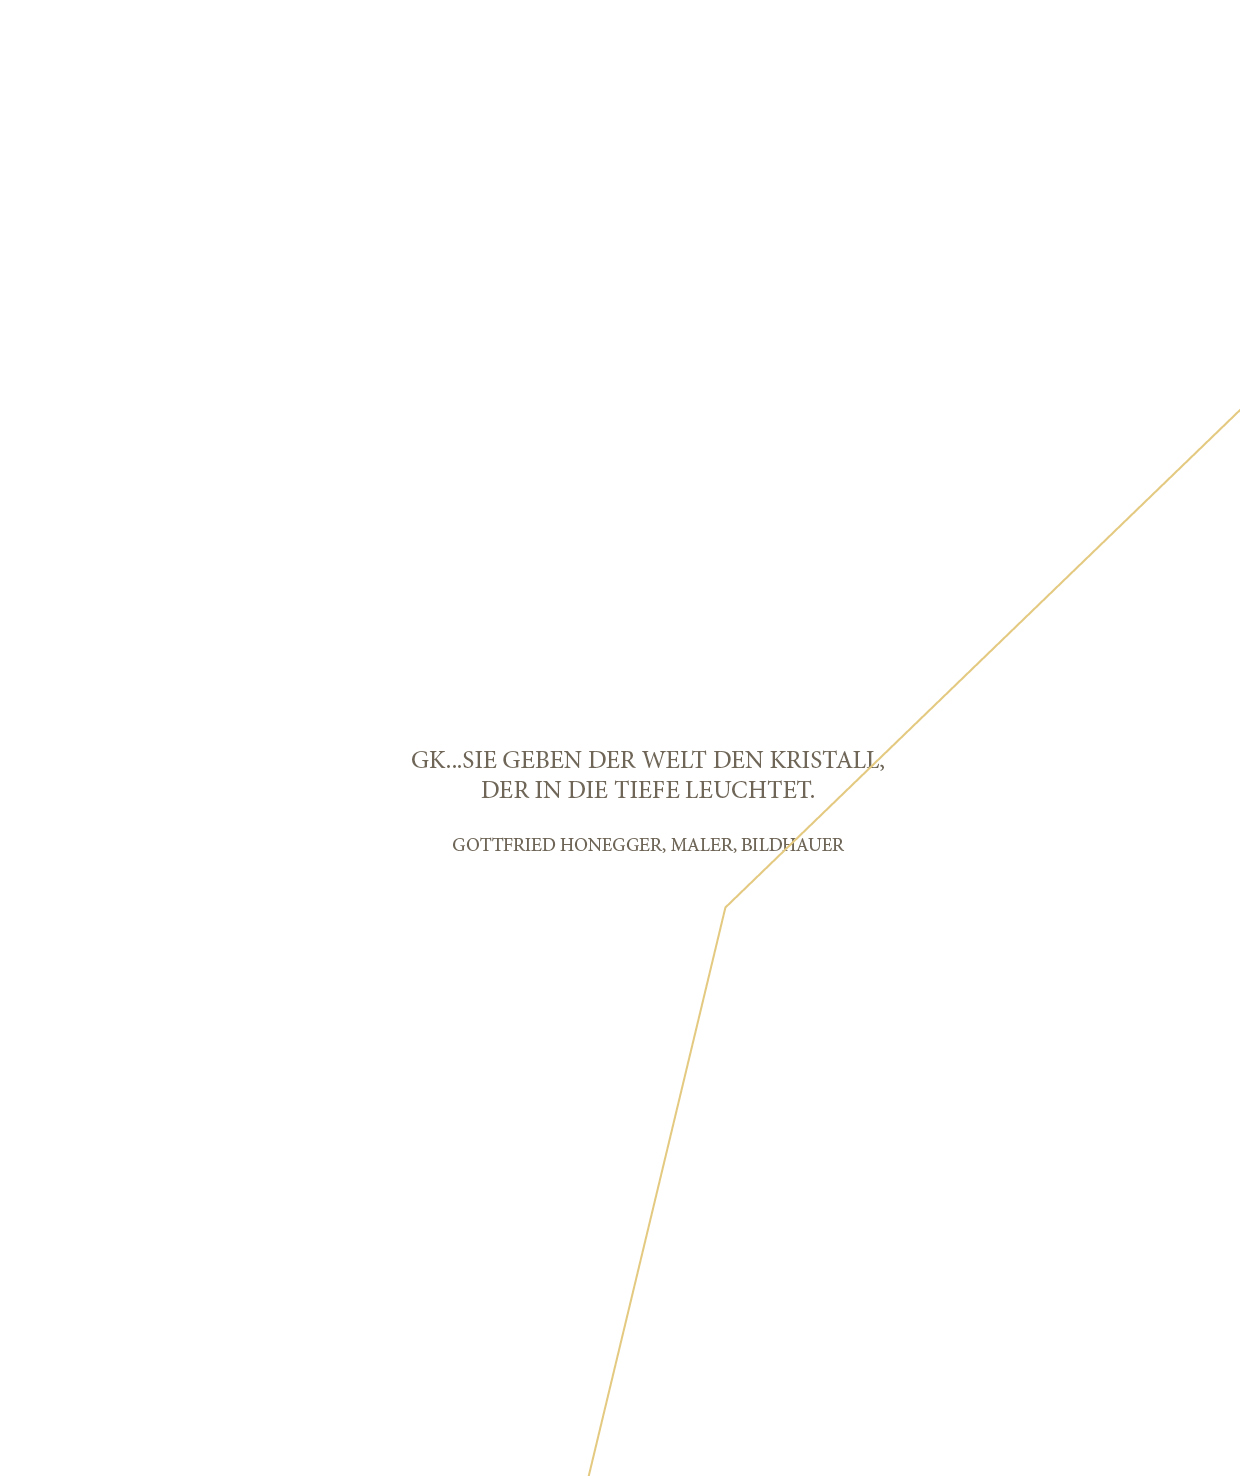 GK...SIE GEBEN DER WELT DEN KRISTALL,
DER IN DIE TIEFE LEUCHTET.
GOTTFRIED HONEGGER, MALER, BILDHAUER